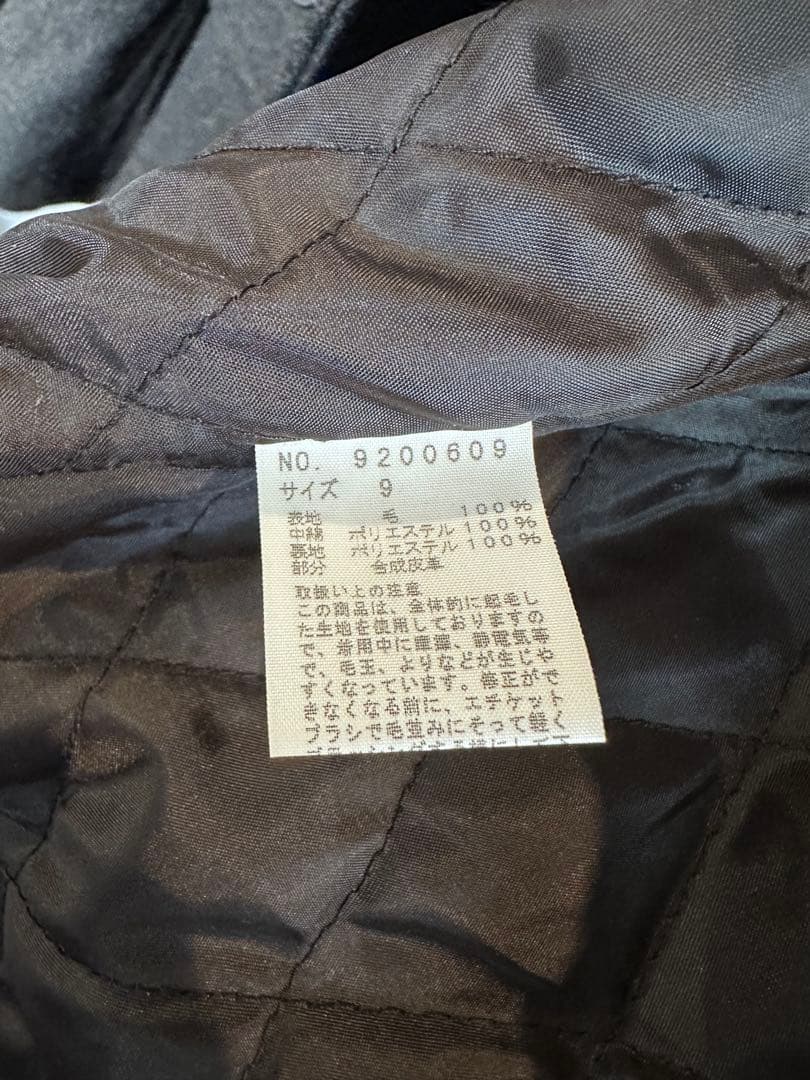 NO. 9200609
サイズ 9
表地 毛 100%
中綿 ポリエステル 100%
裏地 ポリエステル 100%
部分 合成皮革
取扱い上の注意
この商品は、全体的に起毛し
た生地を使用しておりますの
で、着用中に摩擦、静電気等
で、毛玉、よりなどが生じや
すくなっています。修正がで
きなくなる前に、エチケット
ブラシで毛並みにそって軽く